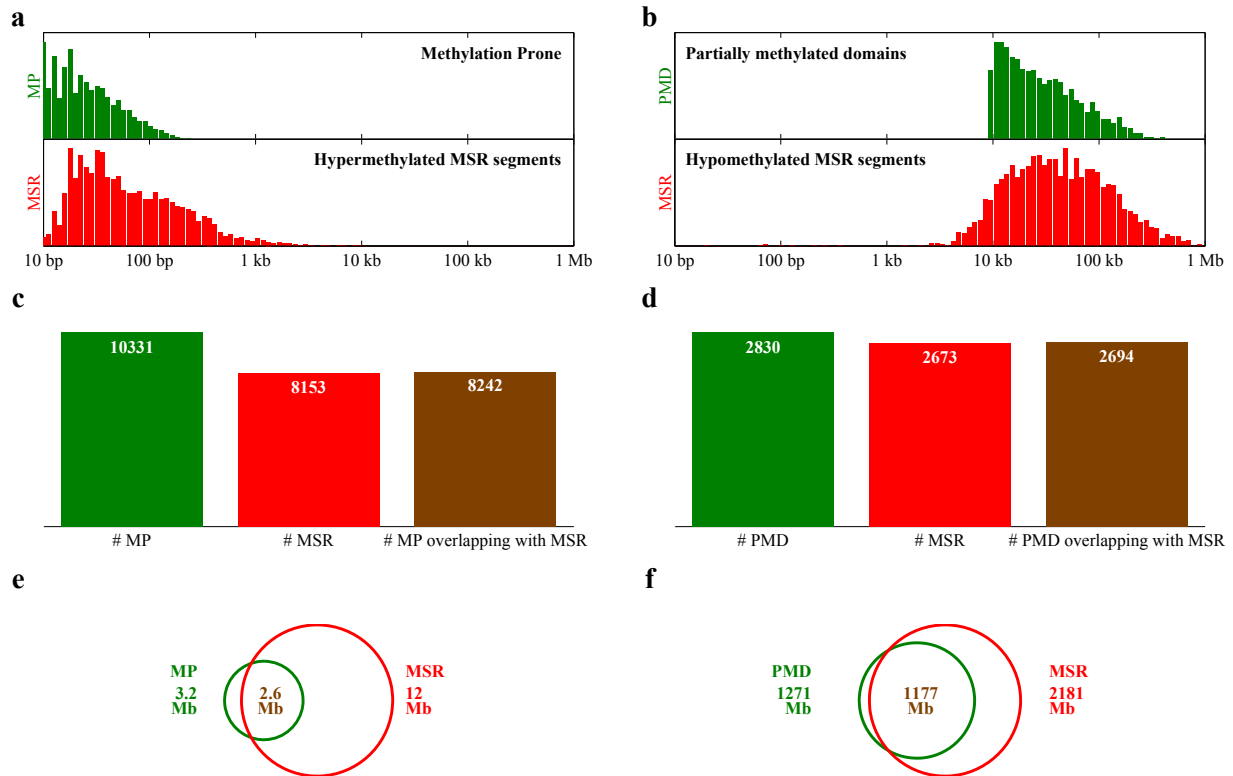 a
Methylation Prone
MP
Hypermethylated MSR segments
MSR
10 bp 100 bp 1 kb 10 kb 100 kb 1 Mb
b
Partially methylated domains
PMD
Hypomethylated MSR segments
MSR
10 bp 100 bp 1 kb 10 kb 100 kb 1 Mb
c
10331 8153 8242
# MP # MSR # MP overlapping with MSR
d
2830 2673 2694
# PMD # MSR # PMD overlapping with MSR
e
MP
3.2
Mb
2.6
Mb
MSR
12
Mb
f
PMD
1271
Mb
1177
Mb
MSR
2181
Mb